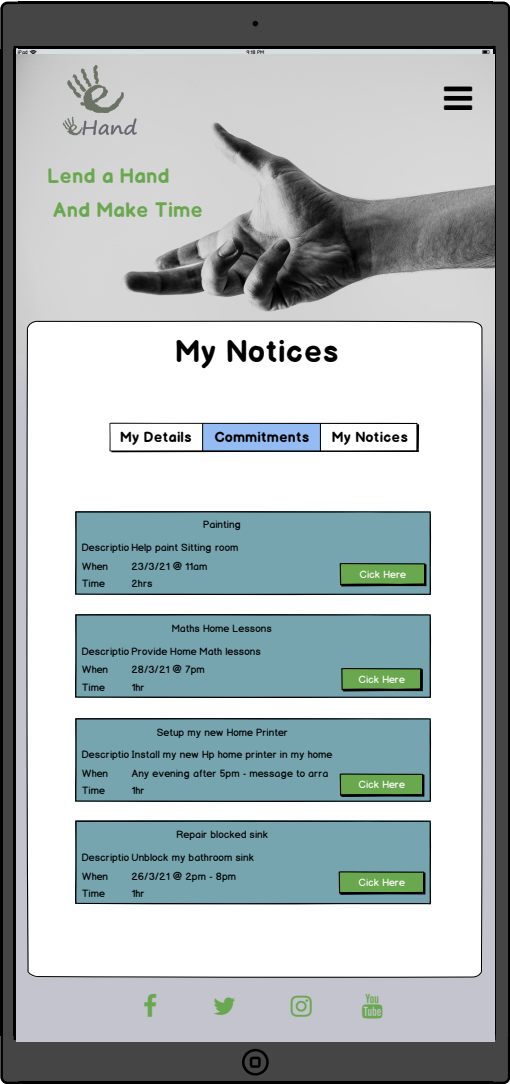 iPad 9:18 PM
e
eHand
Lend a Hand
And Make Time
My Notices
My Details Commitments My Notices
Painting
Descriptio Help paint Sitting room
When 23/3/21 @ 11am
Time 2hrs
Cick Here
Maths Home Lessons
Descriptio Provide Home Math lessons
When 28/3/21 @ 7pm
Time 1hr
Cick Here
Setup my new Home Printer
Descriptio Install my new Hp home printer in my home
When Any evening after 5pm - message to arra
Time 1hr
Cick Here
Repair blocked sink
Descriptio Unblock my bathroom sink
When 26/3/21 @ 2pm - 8pm
Time 1hr
Cick Here
You
Tube